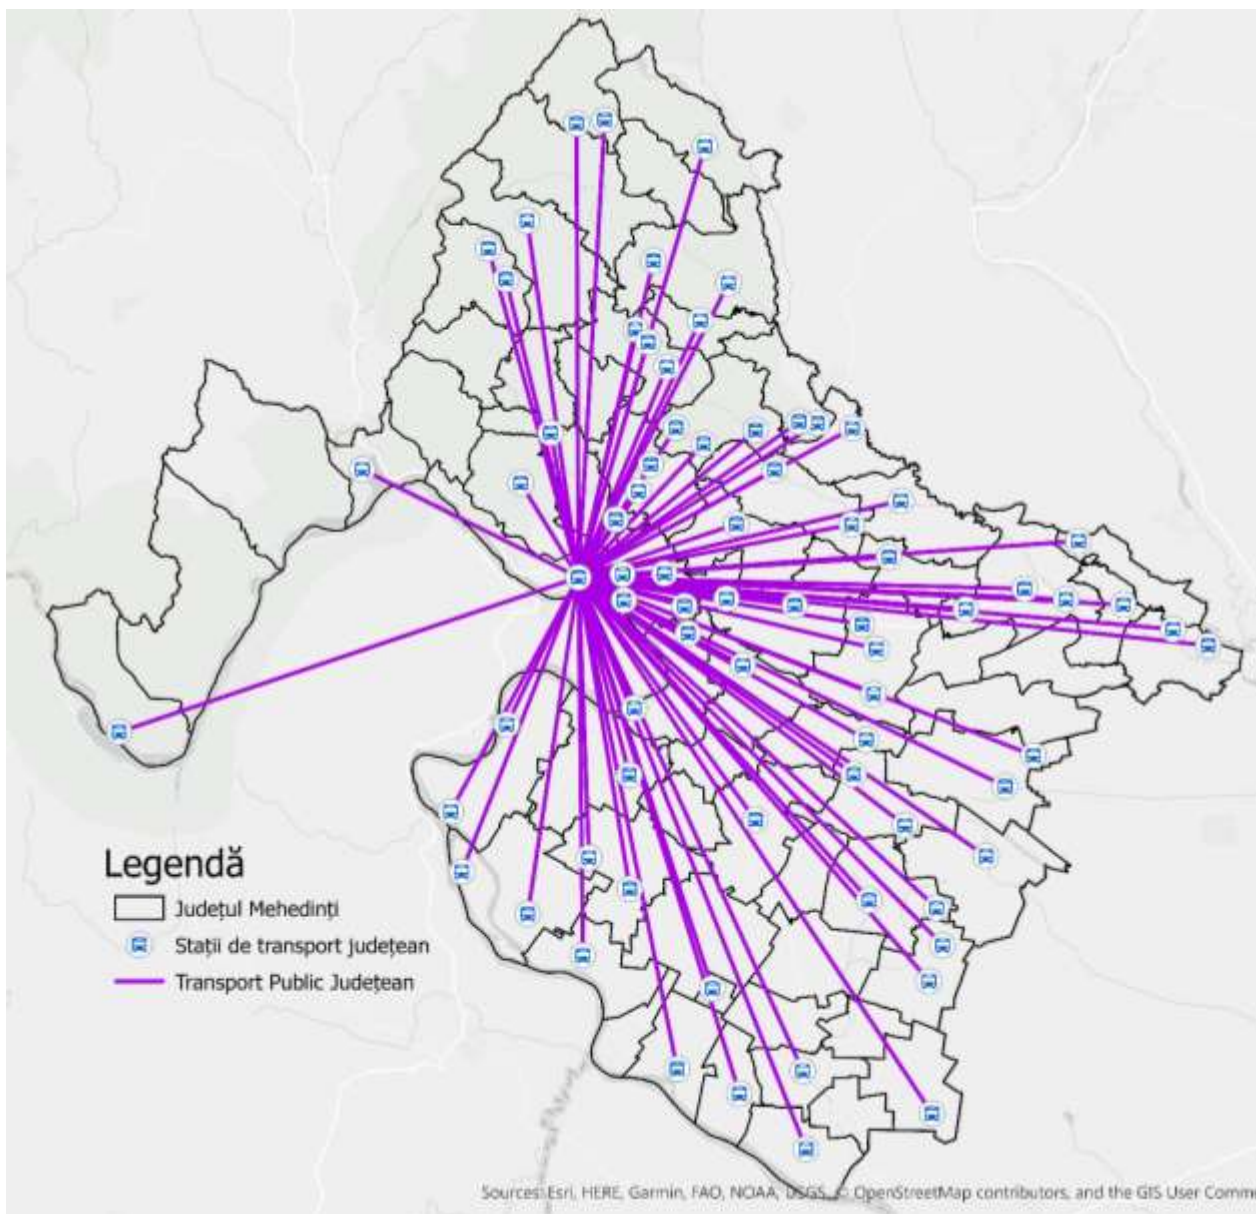 Legendă
Județul Mehedinți
Stații de transport județean
Transport Public Județean
Sources: Esri, HERE, Garmin, FAO, NOAA, USGS, © OpenStreetMap contributors, and the GIS User Comm